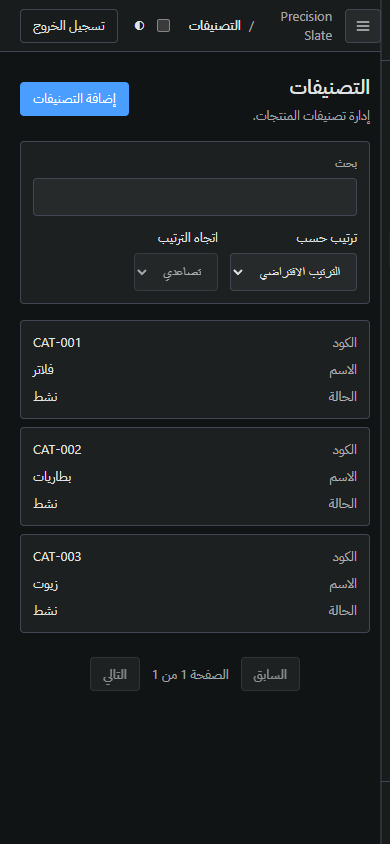 Precision
Slate
/ التصنيفات
تسجيل الخروج
التصنيفات
إدارة تصنيفات المنتجات.
إضافة التصنيفات
بحث
ترتيب حسب
اتجاه الترتيب
الترتيب الافتراضي
تصاعدي
الكود CAT-001
الاسم فلاتر
الحالة نشط
الكود CAT-002
الاسم بطاريات
الحالة نشط
الكود CAT-003
الاسم زيوت
الحالة نشط
السابق الصفحة 1 من 1 التالي